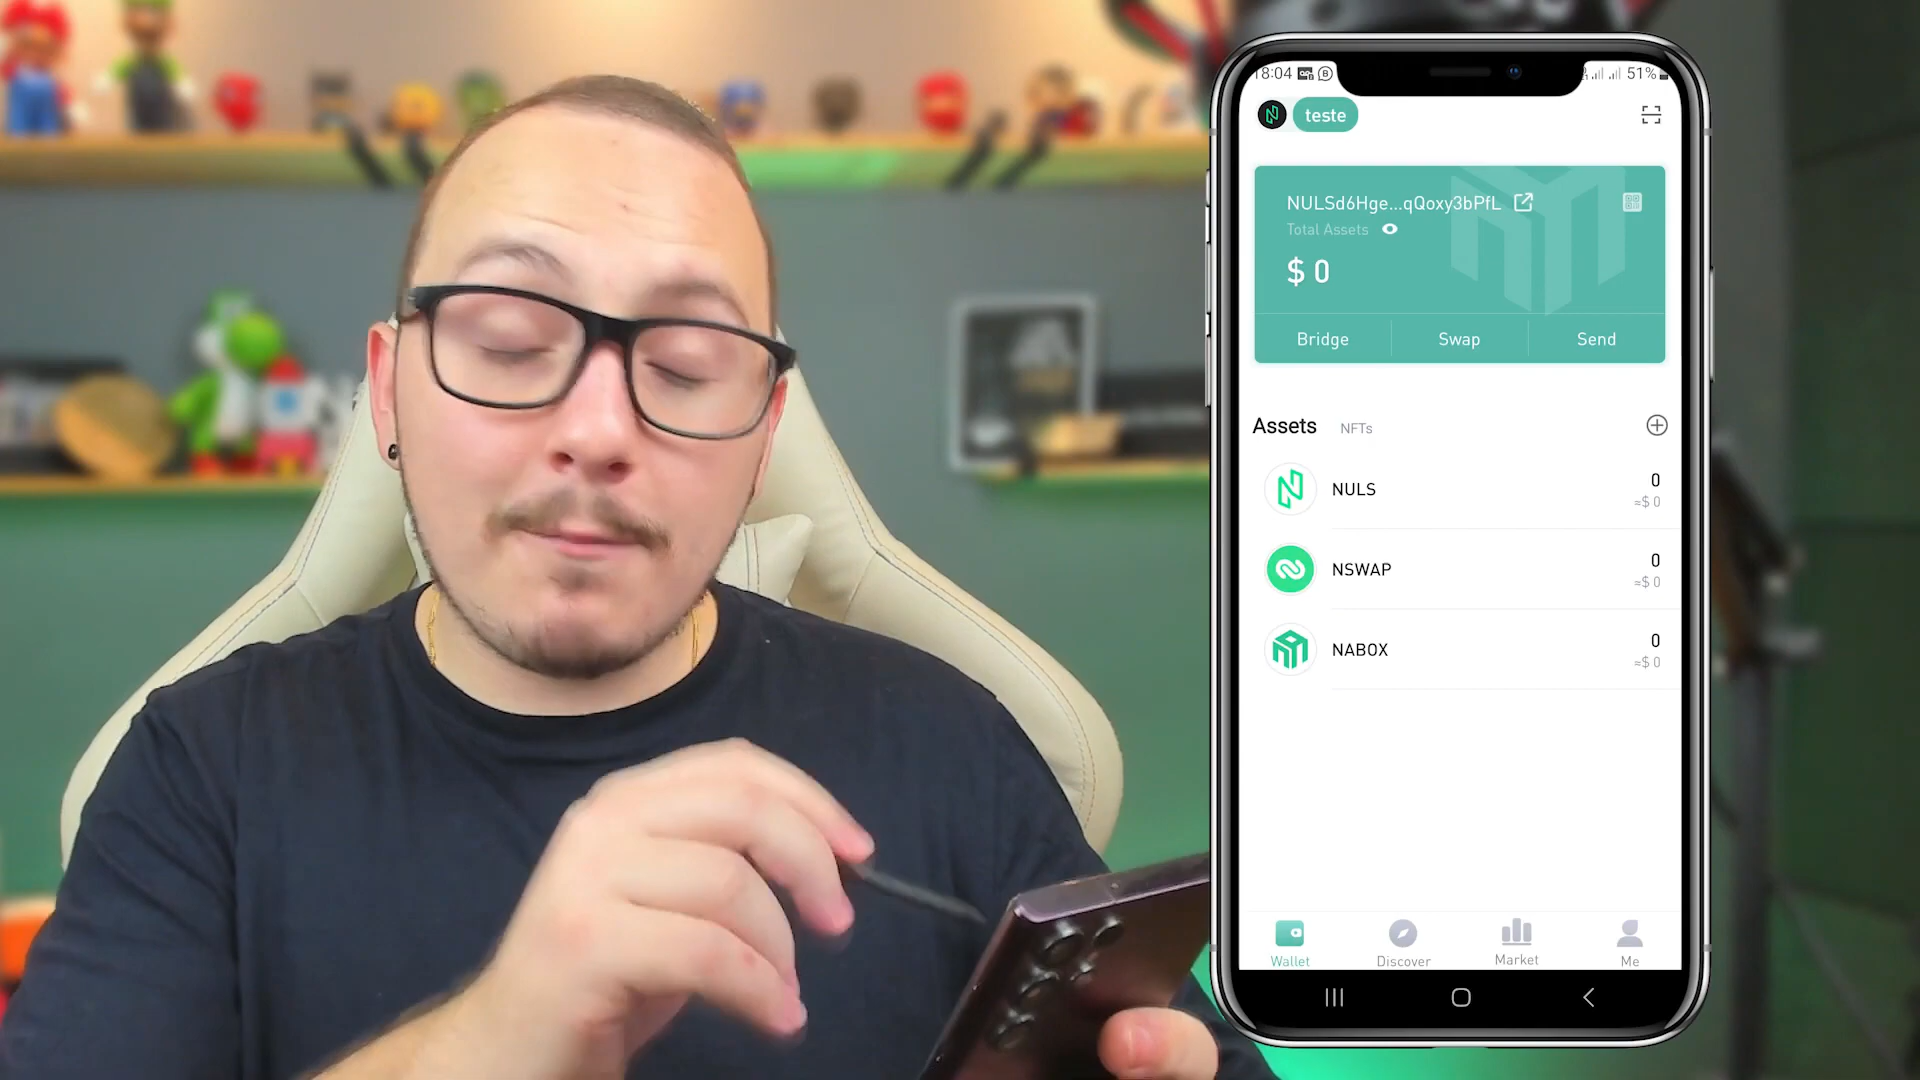 18:04
51%
teste
NULSd6Hge...qQoxy3bPfL
Total Assets
$ 0
Bridge Swap Send
Assets NFTs
NULS 0
≈$ 0
NSWAP 0
≈$ 0
NABOX 0
≈$ 0
Wallet Discover Market Me